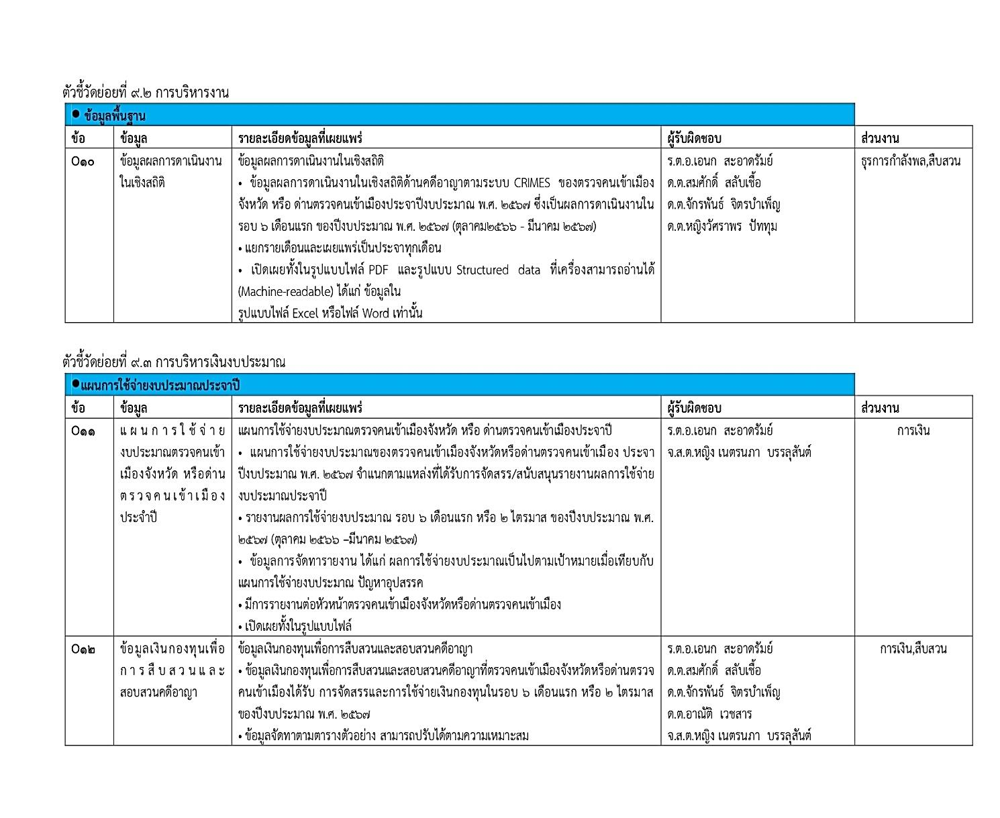 ตัวชี้วัดย่อยที่ ๙.๒ การบริหารงาน
● ข้อมูลพื้นฐาน
ข้อ ข้อมูล รายละเอียดข้อมูลที่เผยแพร่ ผู้รับผิดชอบ ส่วนงาน
O๑๐ ข้อมูลผลการดาเนินงาน ข้อมูลผลการดาเนินงานในเชิงสถิติ ร.ต.อ.เอนก สะอาดรัมย์ ธุรการกำลังพล,สืบสวน
ในเชิงสถิติ • ข้อมูลผลการดาเนินงานในเชิงสถิติด้านคดีอาญาตามระบบ CRIMES ของตรวจคนเข้าเมือง ด.ต.สมศักดิ์ สลับเชื้อ
จังหวัด หรือ ด่านตรวจคนเข้าเมืองประจาปีงบประมาณ พ.ศ. ๒๕๖๗ ซึ่งเป็นผลการดาเนินงานใน ด.ต.จักรพันธ์ จิตรบำเพ็ญ
รอบ ๖ เดือนแรก ของปีงบประมาณ พ.ศ. ๒๕๖๗ (ตุลาคม๒๕๖๖ - มีนาคม ๒๕๖๗) ด.ต.หญิงวัศราพร ปัททุม
• แยกรายเดือนและเผยแพร่เป็นประจาทุกเดือน
• เปิดเผยทั้งในรูปแบบไฟล์ PDF และรูปแบบ Structured data ที่เครื่องสามารถอ่านได้
(Machine-readable) ได้แก่ ข้อมูลใน
รูปแบบไฟล์ Excel หรือไฟล์ Word เท่านั้น
ตัวชี้วัดย่อยที่ ๙.๓ การบริหารเงินงบประมาณ
●แผนการใช้จ่ายงบประมาณประจาปี
ข้อ ข้อมูล รายละเอียดข้อมูลที่เผยแพร่ ผู้รับผิดชอบ ส่วนงาน
O๑๑ แผนการใช้จ่าย แผนการใช้จ่ายงบประมาณตรวจคนเข้าเมืองจังหวัด หรือ ด่านตรวจคนเข้าเมืองประจาปี ร.ต.อ.เอนก สะอาดรัมย์ การเงิน
งบประมาณตรวจคนเข้า • แผนการใช้จ่ายงบประมาณของตรวจคนเข้าเมืองจังหวัดหรือด่านตรวจคนเข้าเมือง ประจา จ.ส.ต.หญิง เนตรนภา บรรลุสันต์
เมืองจังหวัด หรือด่าน ปีงบประมาณ พ.ศ. ๒๕๖๗ จำแนกตามแหล่งที่ได้รับการจัดสรร/สนับสนุนรายงานผลการใช้จ่าย
ตรวจคนเข้าเมือง งบประมาณประจาปี
ประจำปี • รายงานผลการใช้จ่ายงบประมาณ รอบ ๖ เดือนแรก หรือ ๒ ไตรมาส ของปีงบประมาณ พ.ศ.
๒๕๖๗ (ตุลาคม ๒๕๖๖ –มีนาคม ๒๕๖๗)
• ข้อมูลการจัดทารายงาน ได้แก่ ผลการใช้จ่ายงบประมาณเป็นไปตามเป้าหมายเมื่อเทียบกับ
แผนการใช้จ่ายงบประมาณ ปัญหาอุปสรรค
• มีการรายงานต่อหัวหน้าตรวจคนเข้าเมืองจังหวัดหรือด่านตรวจคนเข้าเมือง
• เปิดเผยทั้งในรูปแบบไฟล์
O๑๒ ข้อมูลเงินกองทุนเพื่อ ข้อมูลเงินกองทุนเพื่อการสืบสวนและสอบสวนคดีอาญา ร.ต.อ.เอนก สะอาดรัมย์ การเงิน,สืบสวน
การสืบสวนและ • ข้อมูลเงินกองทุนเพื่อการสืบสวนและสอบสวนคดีอาญาที่ตรวจคนเข้าเมืองจังหวัดหรือด่านตรวจ ด.ต.สมศักดิ์ สลับเชื้อ
สอบสวนคดีอาญา คนเข้าเมืองได้รับ การจัดสรรและการใช้จ่ายเงินกองทุนในรอบ ๖ เดือนแรก หรือ ๒ ไตรมาส ด.ต.จักรพันธ์ จิตรบำเพ็ญ
ของปีงบประมาณ พ.ศ. ๒๕๖๗ ด.ต.อาณัติ เวชสาร
• ข้อมูลจัดทาตามตารางตัวอย่าง สามารถปรับได้ตามความเหมาะสม จ.ส.ต.หญิง เนตรนภา บรรลุสันต์